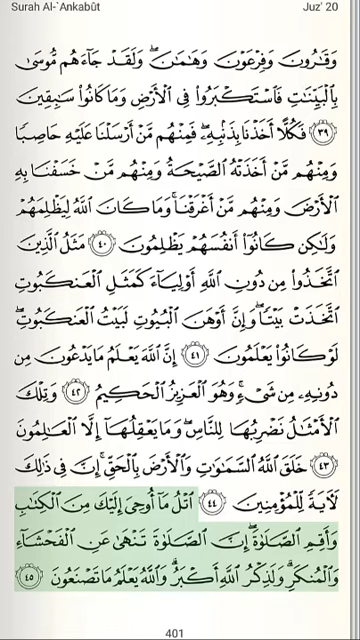 Surah Al-`Ankabût Juz' 20
وَقَٰرُونَ وَفِرْعَوْنَ وَهَٰمَٰنَ ۖ وَلَقَدْ جَآءَهُم مُّوسَىٰ
بِٱلْبَيِّنَٰتِ فَٱسْتَكْبَرُوا۟ فِى ٱلْأَرْضِ وَمَا كَانُوا۟ سَٰبِقِينَ
﴿٣٩﴾ فَكُلًّا أَخَذْنَا بِذَنۢبِهِۦ ۖ فَمِنْهُم مَّنْ أَرْسَلْنَا عَلَيْهِ حَاصِبًا
وَمِنْهُم مَّنْ أَخَذَتْهُ ٱلصَّيْحَةُ وَمِنْهُم مَّنْ خَسَفْنَا بِهِ
ٱلْأَرْضَ وَمِنْهُم مَّنْ أَغْرَقْنَا ۚ وَمَا كَانَ ٱللَّهُ لِيَظْلِمَهُمْ
وَلَٰكِن كَانُوٓا۟ أَنفُسَهُمْ يَظْلِمُونَ ﴿٤٠﴾ مَثَلُ ٱلَّذِينَ
ٱتَّخَذُوا۟ مِن دُونِ ٱللَّهِ أَوْلِيَآءَ كَمَثَلِ ٱلْعَنكَبُوتِ
ٱتَّخَذَتْ بَيْتًا ۖ وَإِنَّ أَوْهَنَ ٱلْبُيُوتِ لَبَيْتُ ٱلْعَنكَبُوتِ ۖ
لَوْ كَانُوا۟ يَعْلَمُونَ ﴿٤١﴾ إِنَّ ٱللَّهَ يَعْلَمُ مَا يَدْعُونَ مِن
دُونِهِۦ مِن شَىْءٍ ۚ وَهُوَ ٱلْعَزِيزُ ٱلْحَكِيمُ ﴿٤٢﴾ وَتِلْكَ
ٱلْأَمْثَٰلُ نَضْرِبُهَا لِلنَّاسِ ۖ وَمَا يَعْقِلُهَآ إِلَّا ٱلْعَٰلِمُونَ
﴿٤٣﴾ خَلَقَ ٱللَّهُ ٱلسَّمَٰوَٰتِ وَٱلْأَرْضَ بِٱلْحَقِّ ۚ إِنَّ فِى ذَٰلِكَ
لَءَايَةً لِّلْمُؤْمِنِينَ ﴿٤٤﴾ ٱتْلُ مَآ أُوحِىَ إِلَيْكَ مِنَ ٱلْكِتَٰبِ
وَأَقِمِ ٱلصَّلَوٰةَ ۖ إِنَّ ٱلصَّلَوٰةَ تَنْهَىٰ عَنِ ٱلْفَحْشَآءِ
وَٱلْمُنكَرِ ۗ وَلَذِكْرُ ٱللَّهِ أَكْبَرُ ۗ وَٱللَّهُ يَعْلَمُ مَا تَصْنَعُونَ ﴿٤٥﴾
401